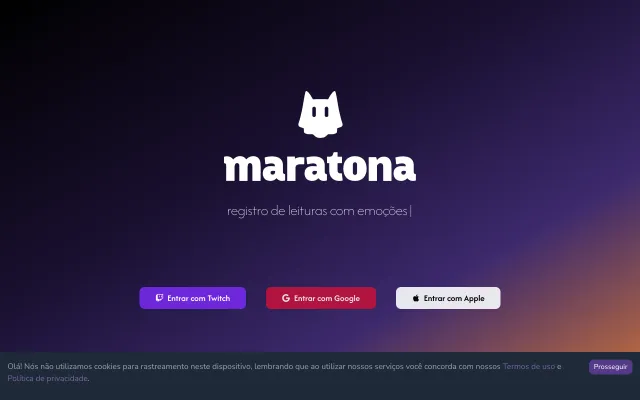 maratona
registro de leituras com emoções|
Entrar com Twitch
Entrar com Google
Entrar com Apple
Olá! Nós não utilizamos cookies para rastreamento neste dispositivo, lembrando que ao utilizar nossos serviços você concorda com nossos Termos de uso e
Política de privacidade.
Prosseguir